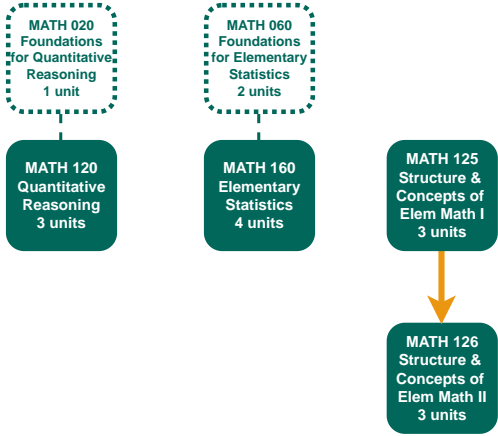 MATH 020
Foundations
for Quantitative
Reasoning
1 unit
MATH 060
Foundations
for Elementary
Statistics
2 units
MATH 120
Quantitative
Reasoning
3 units
MATH 160
Elementary
Statistics
4 units
MATH 125
Structure &
Concepts of
Elem Math I
3 units
MATH 126
Structure &
Concepts of
Elem Math II
3 units